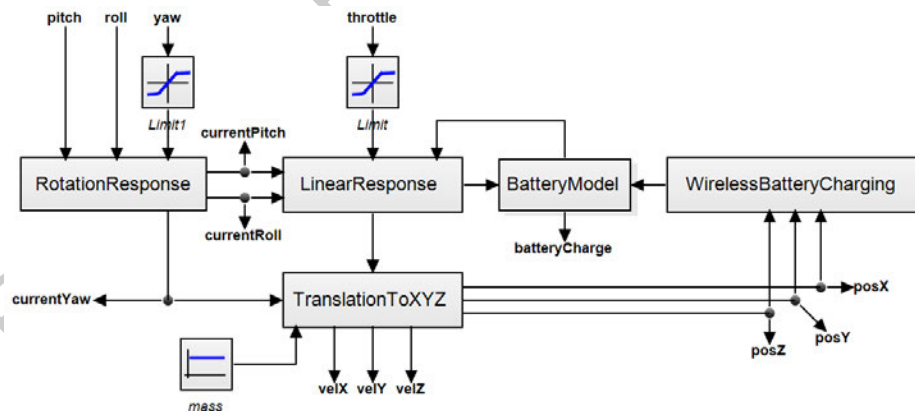 pitch roll yaw throttle
Limit1 Limit
currentPitch
RotationResponse LinearResponse BatteryModel WirelessBatteryCharging
currentRoll batteryCharge
currentYaw TranslationToXYZ posX
posY
posZ
velX velY velZ
mass